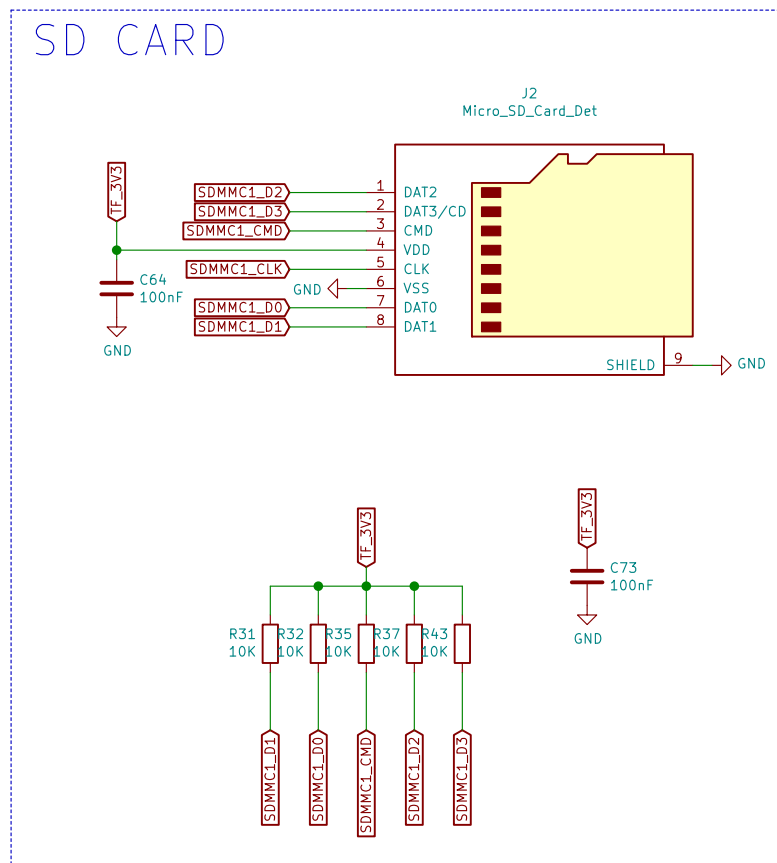 SD CARD
J2
Micro_SD_Card_Det
TF_3V3
C64
100nF
GND
SDMMC1_D2
SDMMC1_D3
SDMMC1_CMD
SDMMC1_CLK
GND
SDMMC1_D0
SDMMC1_D1
1 DAT2
2 DAT3/CD
3 CMD
4 VDD
5 CLK
6 VSS
7 DAT0
8 DAT1
SHIELD 9 GND
TF_3V3
R31 R32 R35 R37 R43
10K 10K 10K 10K 10K
SDMMC1_D1
SDMMC1_D0
SDMMC1_CMD
SDMMC1_D2
SDMMC1_D3
TF_3V3
C73
100nF
GND